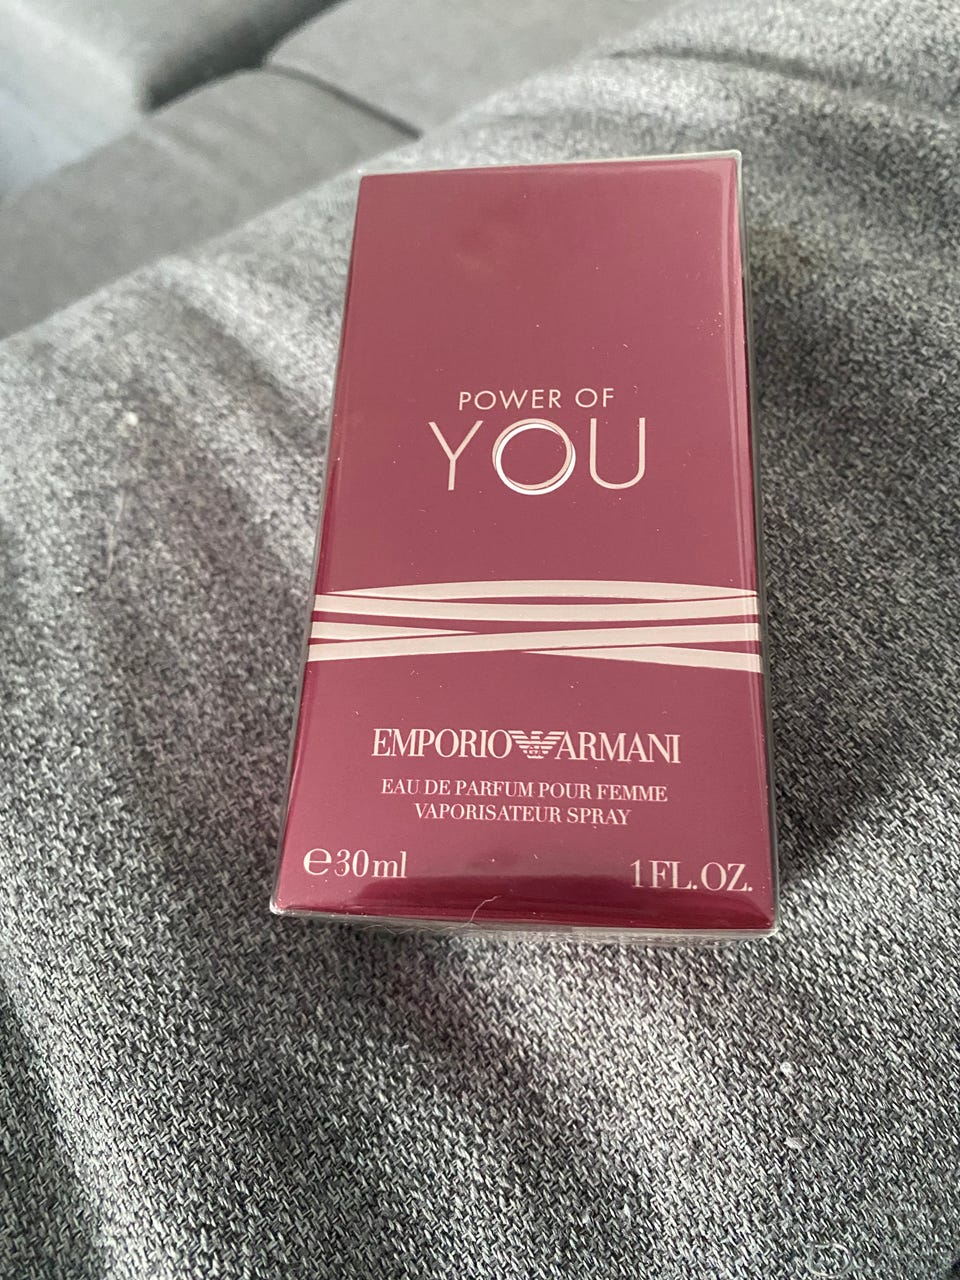 POWER OF
YOU
EMPORIO ARMANI
EAU DE PARFUM POUR FEMME
VAPORISATEUR SPRAY
℮30ml
1FL.OZ.